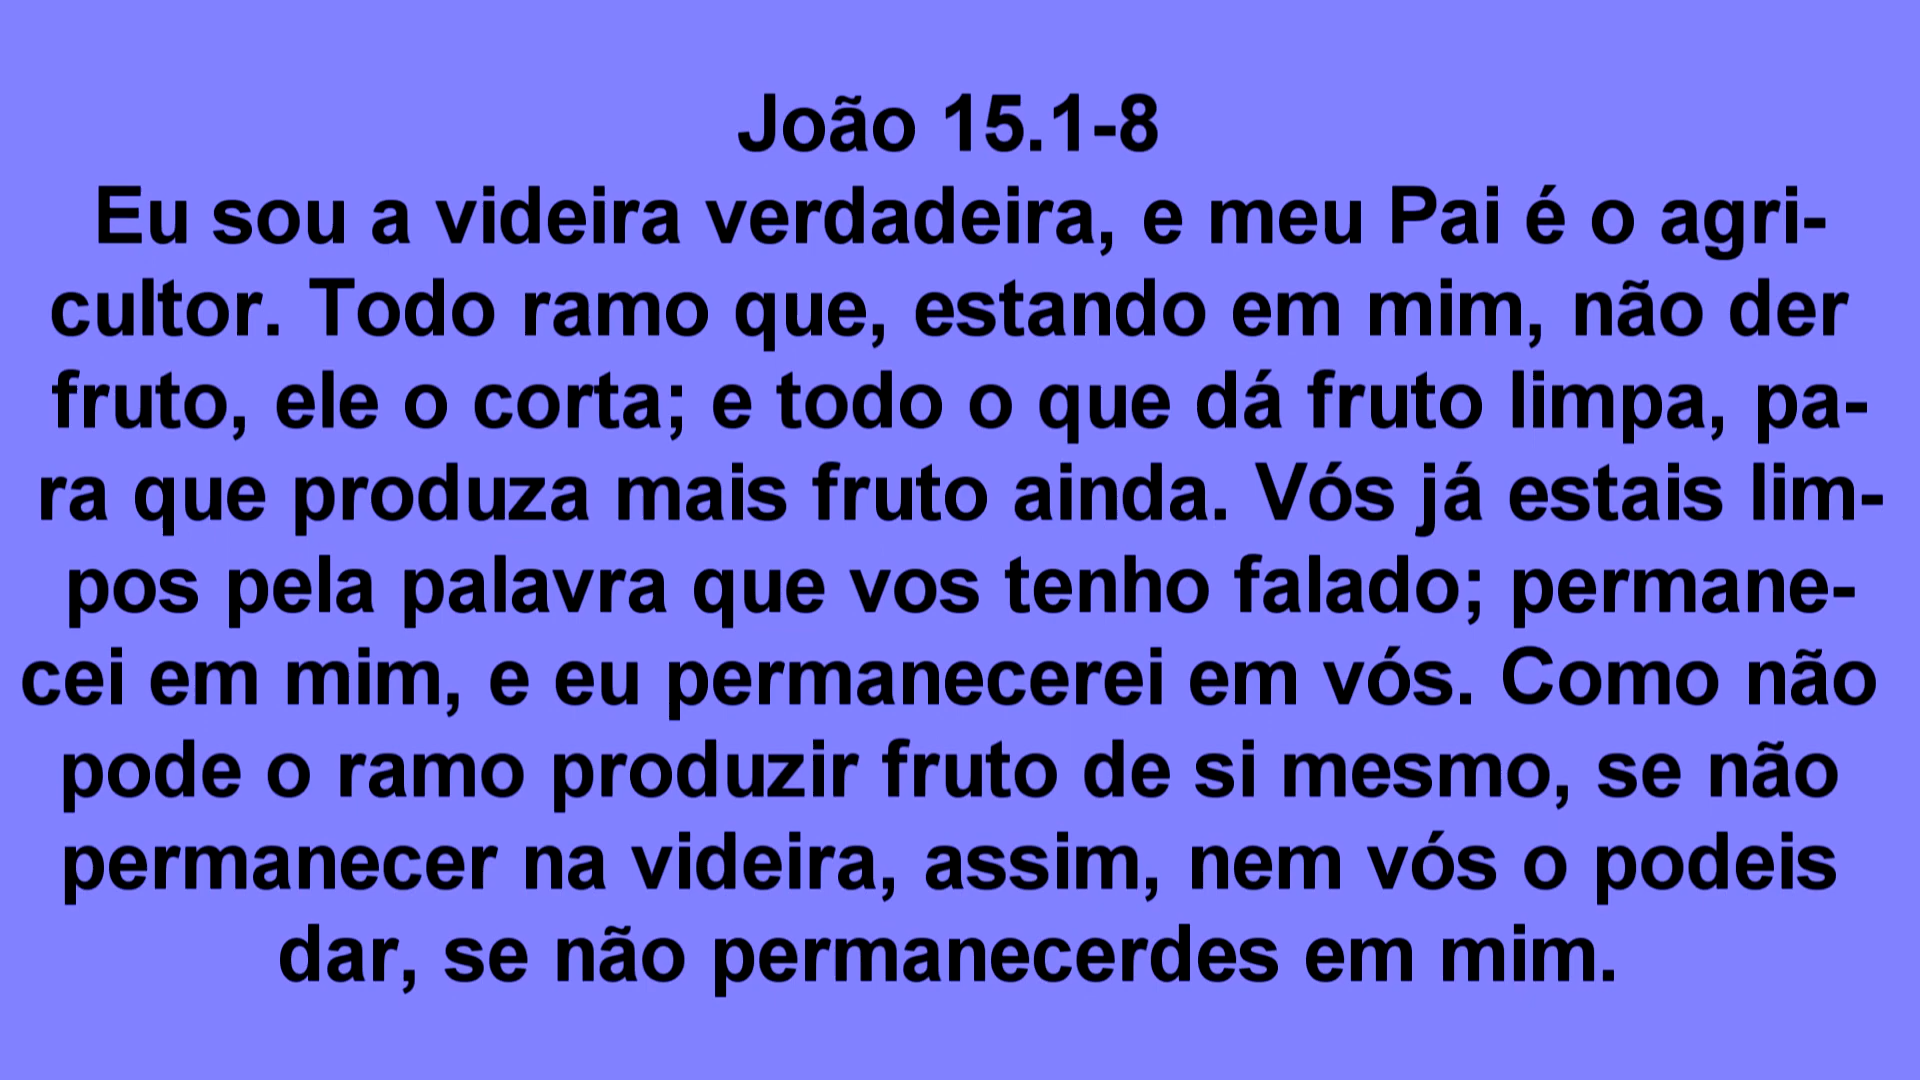 João 15.1-8
Eu sou a videira verdadeira, e meu Pai é o agri-
cultor. Todo ramo que, estando em mim, não der
fruto, ele o corta; e todo o que dá fruto limpa, pa-
ra que produza mais fruto ainda. Vós já estais lim-
pos pela palavra que vos tenho falado; permane-
cei em mim, e eu permanecerei em vós. Como não
pode o ramo produzir fruto de si mesmo, se não
permanecer na videira, assim, nem vós o podeis
dar, se não permanecerdes em mim.